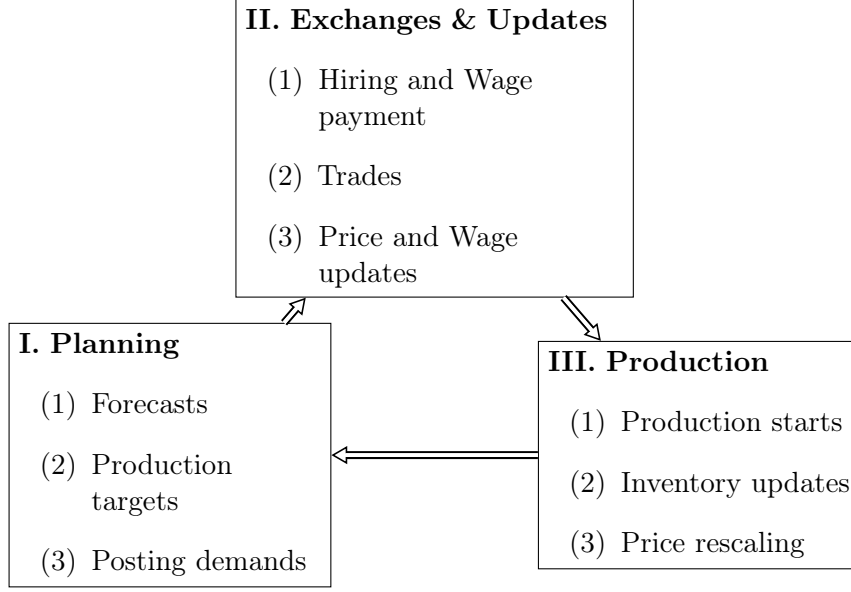 II. Exchanges & Updates
(1) Hiring and Wage
payment
(2) Trades
(3) Price and Wage
updates
I. Planning
(1) Forecasts
(2) Production
targets
(3) Posting demands
III. Production
(1) Production starts
(2) Inventory updates
(3) Price rescaling